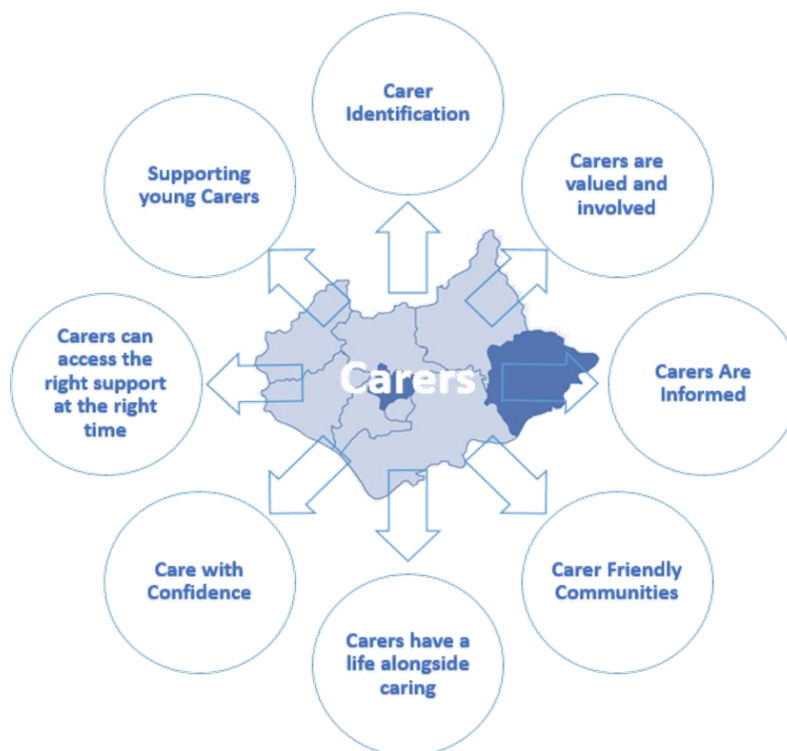 Carer
Identification
Carers are
valued and
involved
Carers Are
Informed
Carer Friendly
Communities
Carers have a
life alongside
caring
Care with
Confidence
Carers can
access the
right support
at the right
time
Supporting
young Carers
Carers